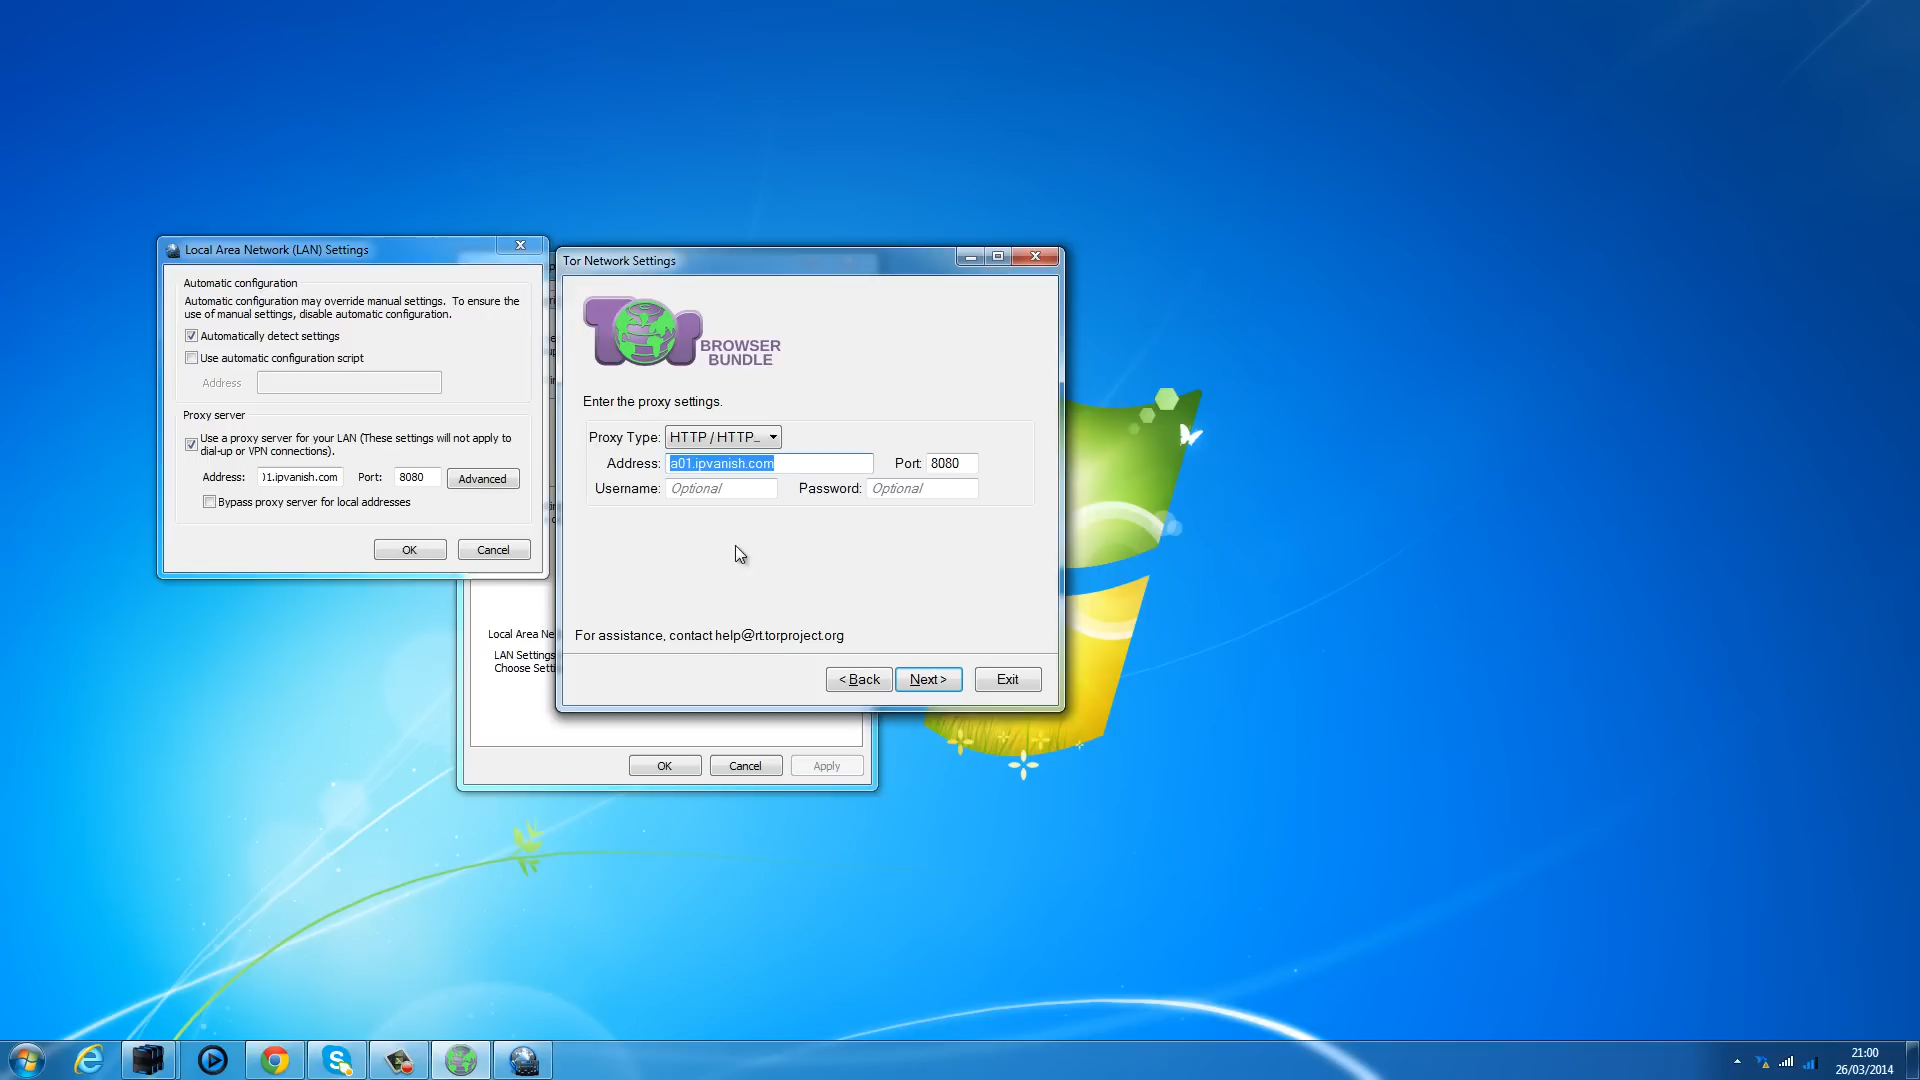 Local Area Network (LAN) Settings
Automatic configuration
Automatic configuration may override manual settings. To ensure the
use of manual settings, disable automatic configuration.
Automatically detect settings
Use automatic configuration script
Address
Proxy server
Use a proxy server for your LAN (These settings will not apply to
dial-up or VPN connections).
Address: 1.ipvanish.com Port: 8080 Advanced
Bypass proxy server for local addresses
OK Cancel
Tor Network Settings
Tor
BROWSER
BUNDLE
Enter the proxy settings.
Proxy Type: HTTP / HTTP...
Address: a01.ipvanish.com Port: 8080
Username: Optional Password: Optional
For assistance, contact help@rt.torproject.org
< Back Next > Exit
Local Area Ne
LAN Settings
Choose Setti
OK Cancel Apply
21:00
26/03/2014